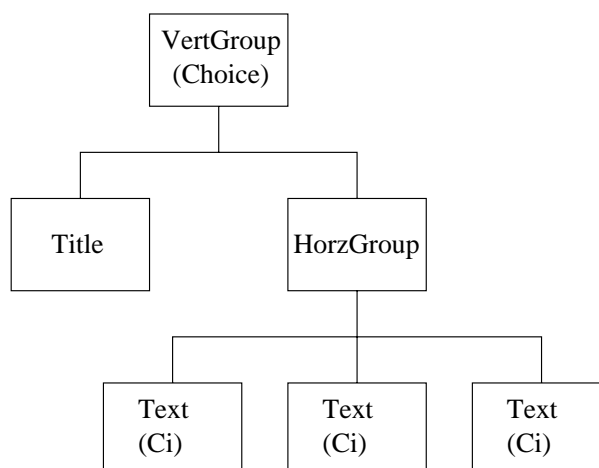 VertGroup
(Choice)
Title
HorzGroup
Text
(Ci)
Text
(Ci)
Text
(Ci)